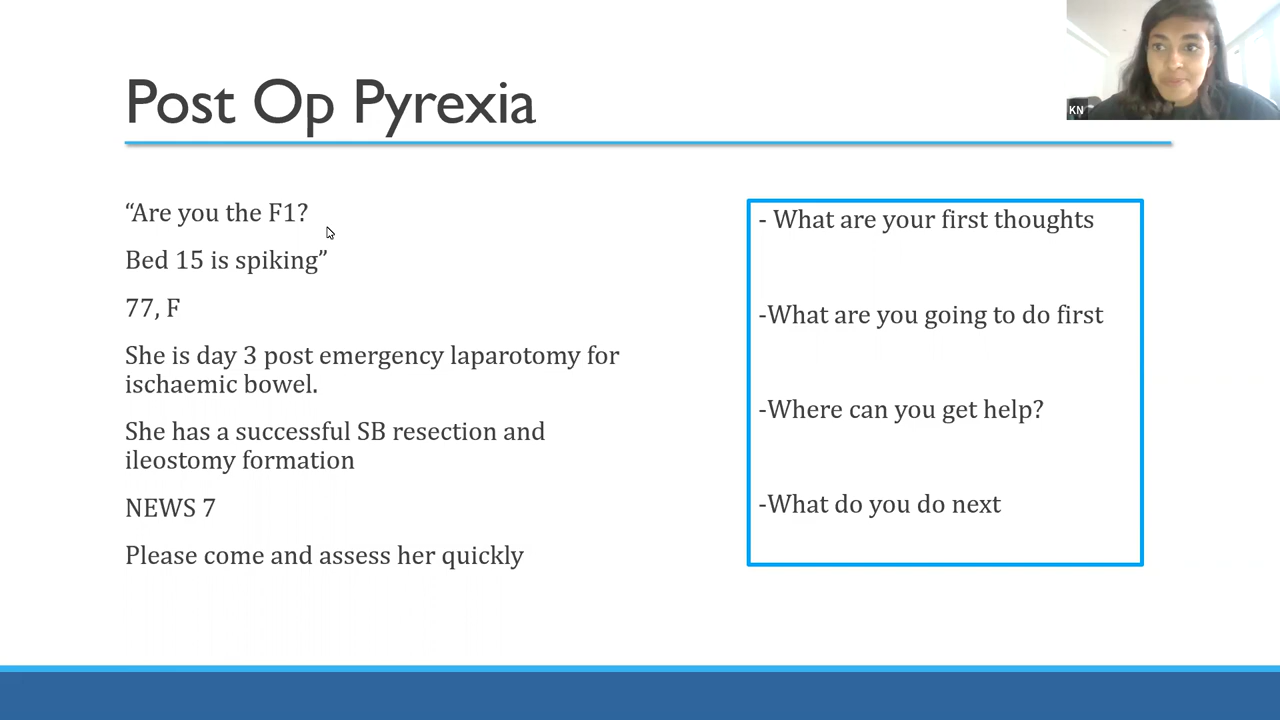 Post Op Pyrexia
KN
“Are you the F1?
Bed 15 is spiking”
77, F
She is day 3 post emergency laparotomy for
ischaemic bowel.
She has a successful SB resection and
ileostomy formation
NEWS 7
Please come and assess her quickly
- What are your first thoughts
-What are you going to do first
-Where can you get help?
-What do you do next